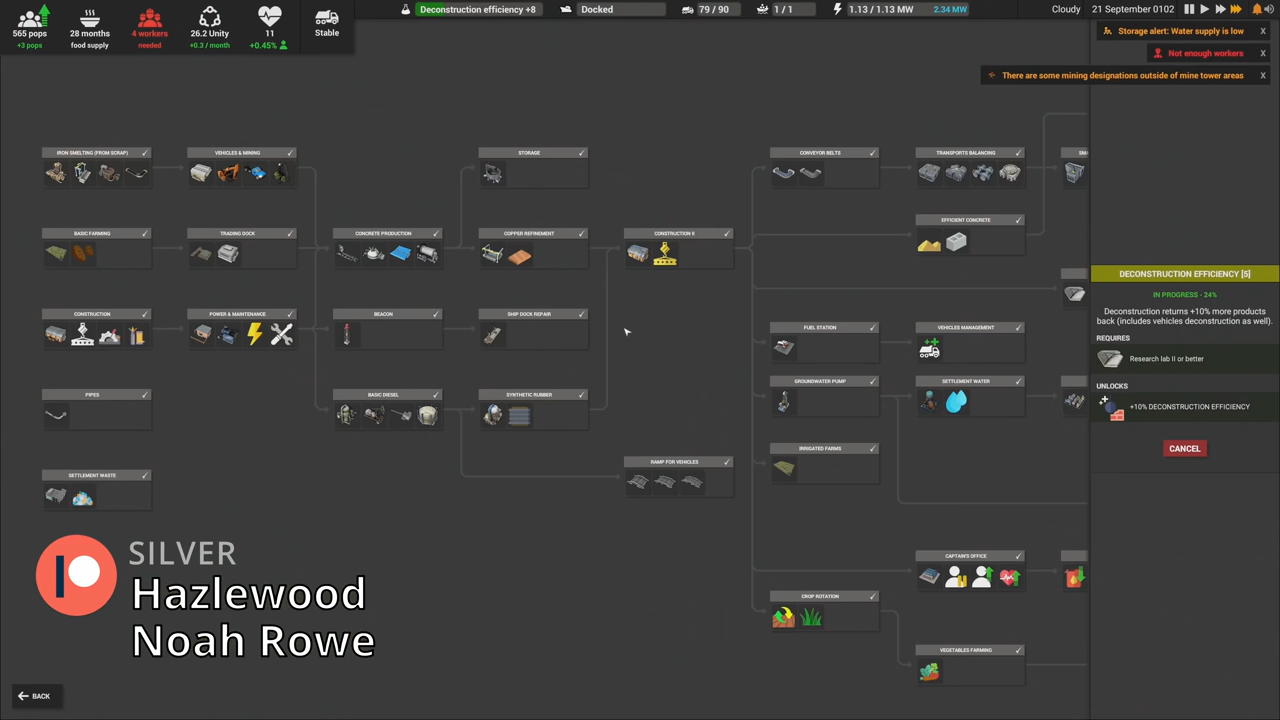 Deconstruction efficiency +8
Docked
79 / 90
1 / 1
1.13 / 1.13 MW
2.34 MW
Cloudy
21 September 0102
565 pops
+3 pops
28 months
food supply
4 workers
needed
26.2 Unity
+0.3 / month
11
+0.45%
Stable
Storage alert: Water supply is low X
Not enough workers X
There are some mining designations outside of mine tower areas X
IRON SMELTING (FROM SCRAP)
VEHICLES & MINING
STORAGE
CONVEYOR BELTS
TRANSPORTS BALANCING
EFFICIENT CONCRETE
BASIC FARMING
TRADING DOCK
CONCRETE PRODUCTION
COPPER REFINEMENT
CONSTRUCTION II
CONSTRUCTION
POWER & MAINTENANCE
BEACON
SHIP DOCK REPAIR
FUEL STATION
VEHICLES MANAGEMENT
PIPES
BASIC DIESEL
SYNTHETIC RUBBER
GROUNDWATER PUMP
SETTLEMENT WATER
SETTLEMENT WASTE
RAMP FOR VEHICLES
IRRIGATED FARMS
CAPTAIN'S OFFICE
CROP ROTATION
VEGETABLES FARMING
DECONSTRUCTION EFFICIENCY [5]
IN PROGRESS - 24%
Deconstruction returns +10% more products
back (includes vehicles deconstruction as well).
REQUIRES
Research lab II or better
UNLOCKS
+10% DECONSTRUCTION EFFICIENCY
CANCEL
SILVER
Hazlewood
Noah Rowe
BACK